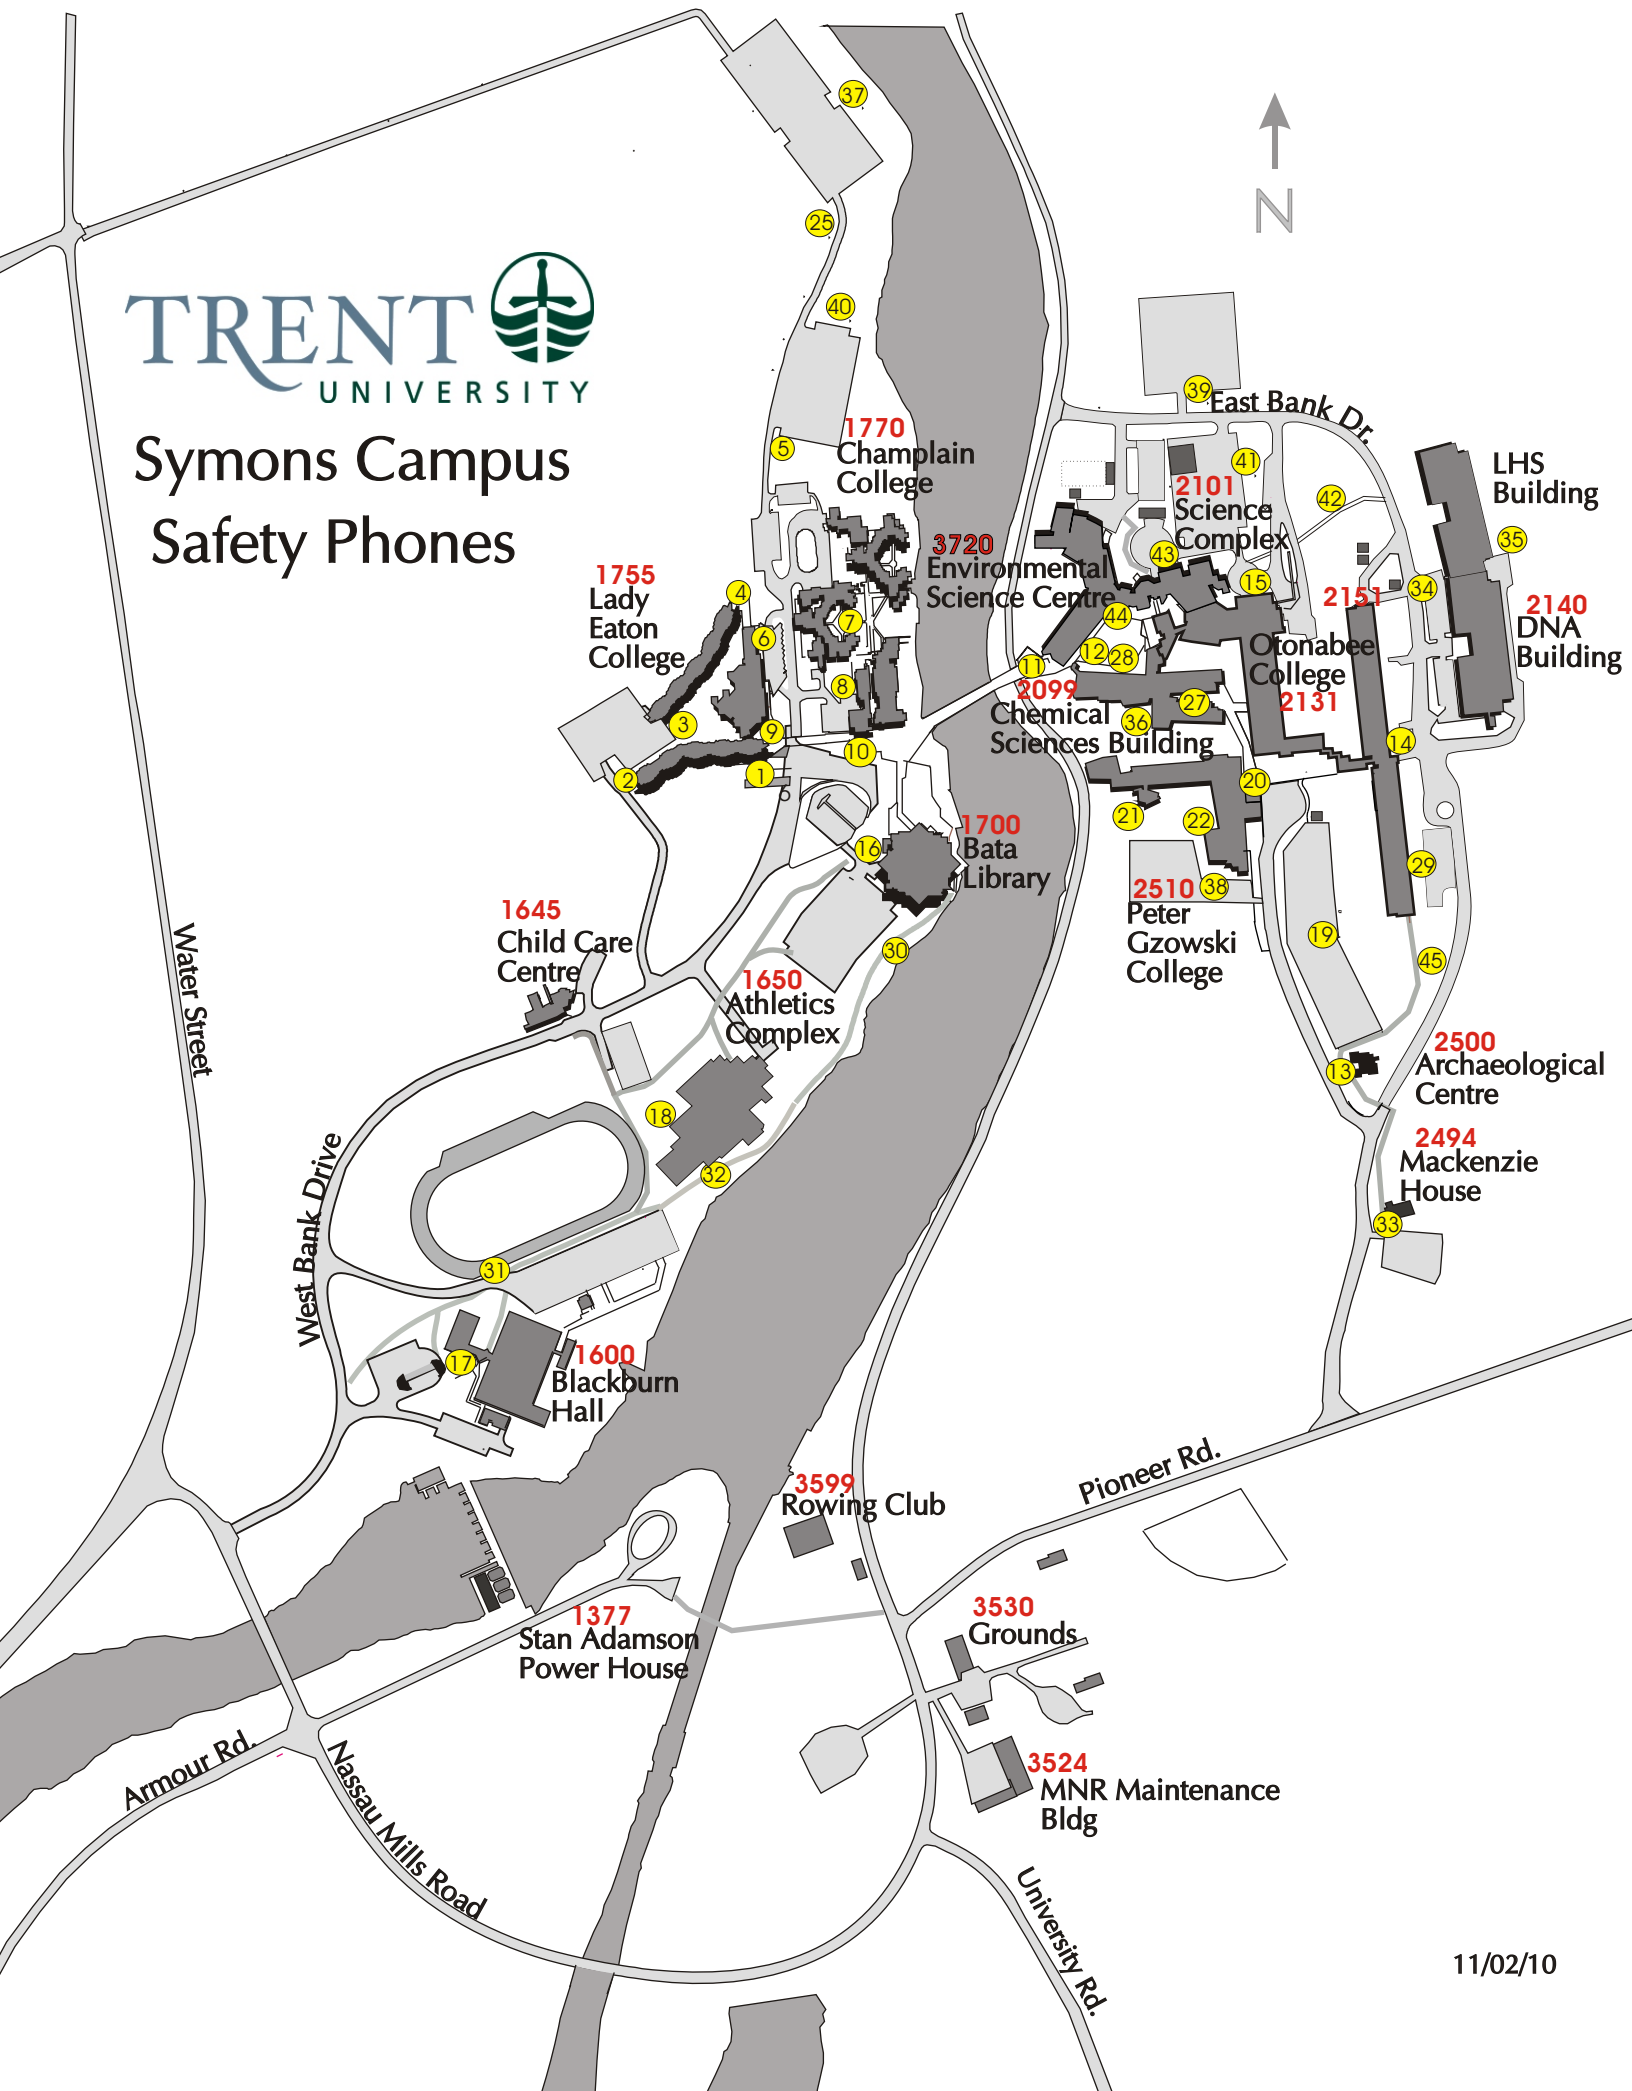 TRENT
UNIVERSITY
Symons Campus
Safety Phones
N
37
25
40
39
East Bank Dr.
5
1770
Champlain
College
41
2101
Science
Complex
42
LHS
Building
35
43
3720
Environmental
Science Centre
1755
Lady
Eaton
College
4
6
7
8
3
9
10
2
1
15
2151
34
2140
DNA
Building
44
12
28
11
Otonabee
College
2131
2099
Chemical
Sciences Building
27
36
14
20
21
22
16
1700
Bata
Library
29
2510
38
Peter
Gzowski
College
19
45
1645
Child Care
Centre
30
1650
Athletics
Complex
Water Street
2500
Archaeological
Centre
13
18
32
2494
Mackenzie
House
33
West Bank Drive
31
17
1600
Blackburn
Hall
Pioneer Rd.
3599
Rowing Club
1377
Stan Adamson
Power House
3530
Grounds
Armour Rd.
Nassau Mills Road
3524
MNR Maintenance
Bldg
University Rd.
11/02/10